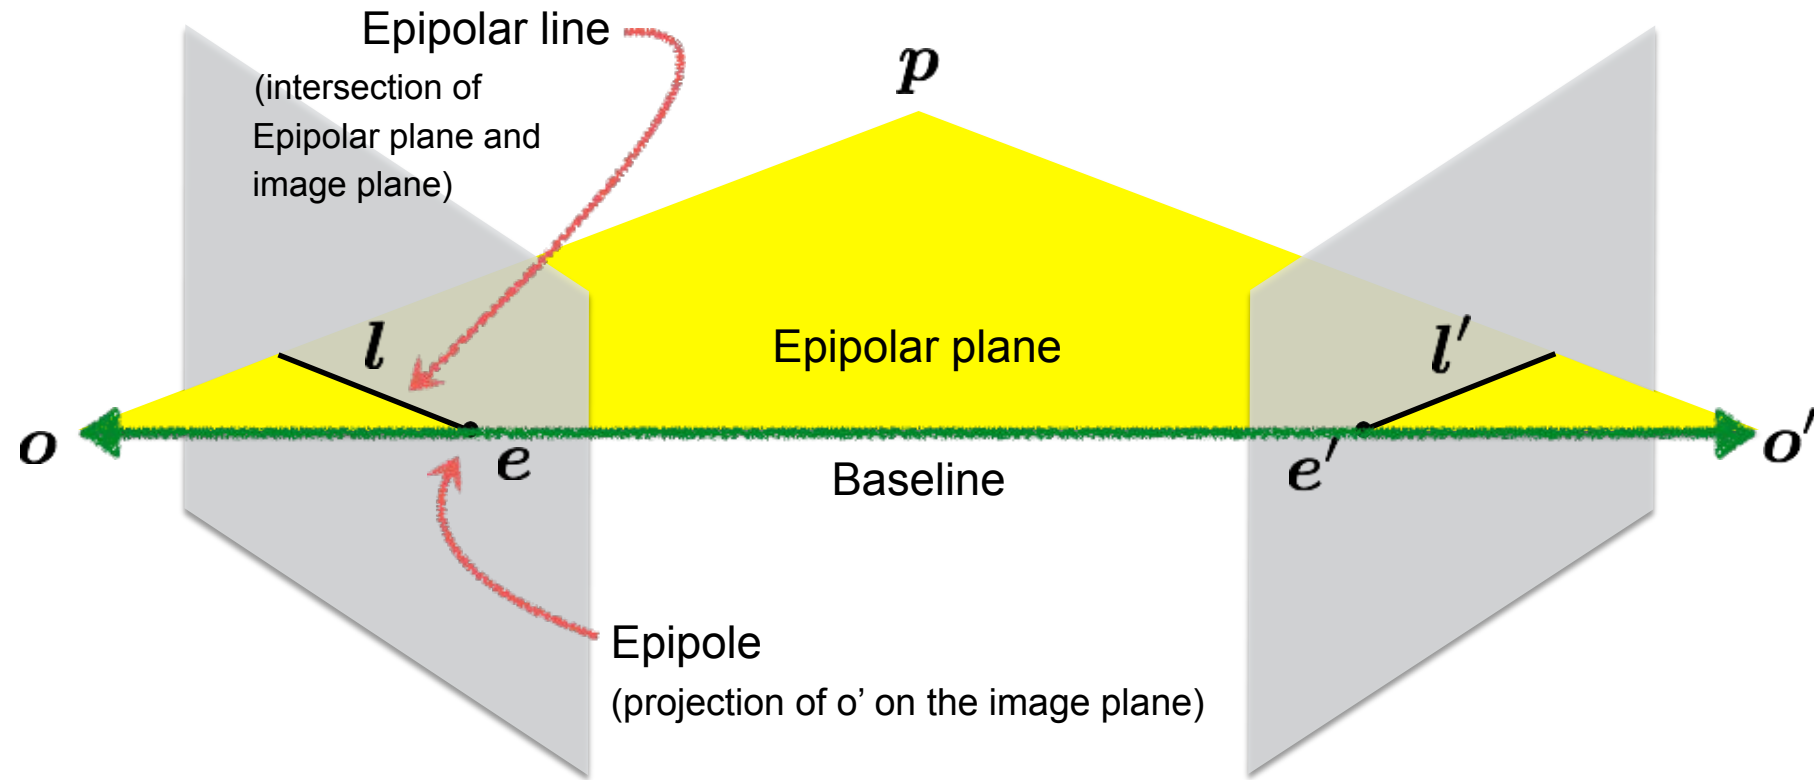 Epipolar line
(intersection of
Epipolar plane and
image plane)
p
l
Epipolar plane
l′
o
e
Baseline
e′
o′
Epipole
(projection of o’ on the image plane)